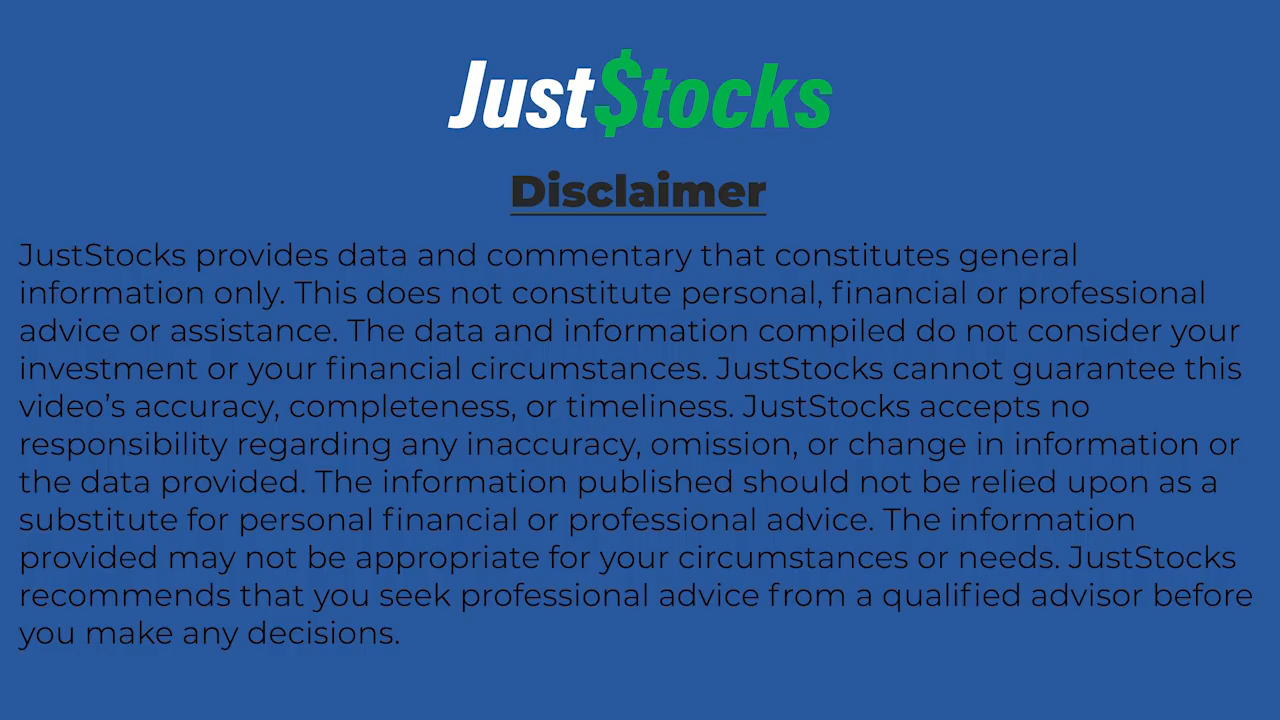 Just$tocks
Disclaimer
JustStocks provides data and commentary that constitutes general
information only. This does not constitute personal, financial or professional
advice or assistance. The data and information compiled do not consider your
investment or your financial circumstances. JustStocks cannot guarantee this
video’s accuracy, completeness, or timeliness. JustStocks accepts no
responsibility regarding any inaccuracy, omission, or change in information or
the data provided. The information published should not be relied upon as a
substitute for personal financial or professional advice. The information
provided may not be appropriate for your circumstances or needs. JustStocks
recommends that you seek professional advice from a qualified advisor before
you make any decisions.